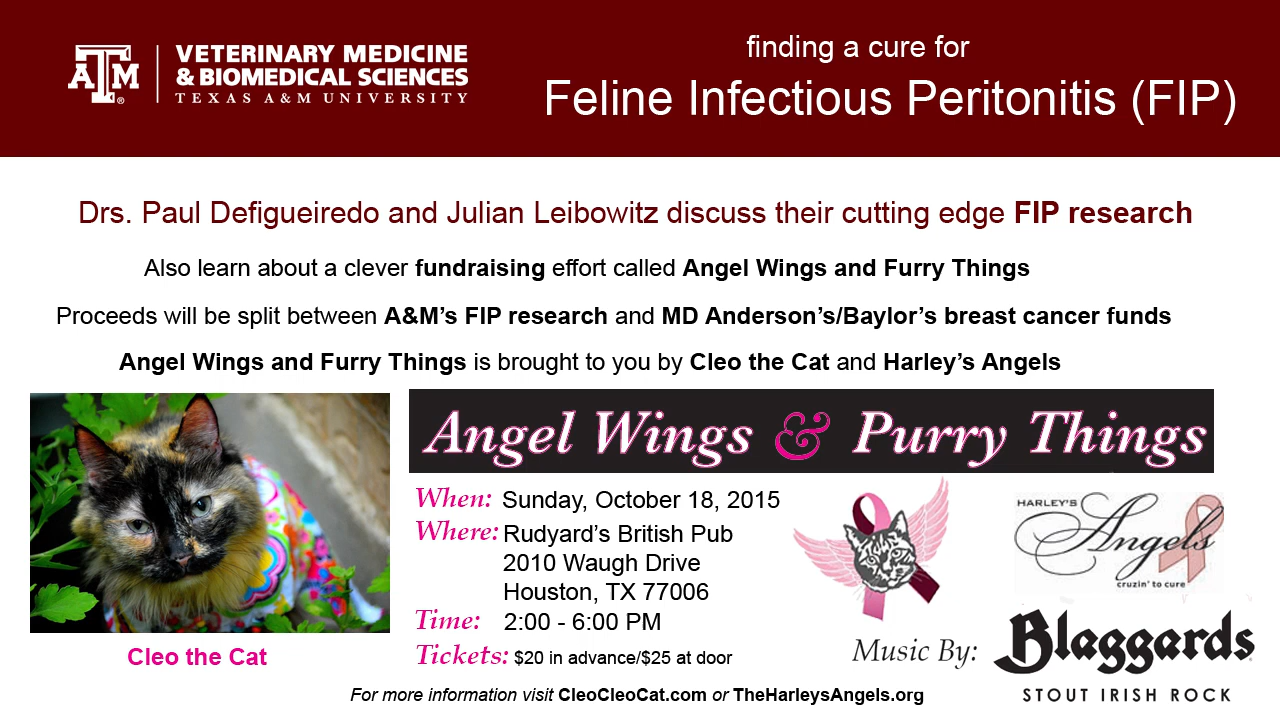 ATM
VETERINARY MEDICINE
& BIOMEDICAL SCIENCES
TEXAS A&M UNIVERSITY
finding a cure for
Feline Infectious Peritonitis (FIP)
Drs. Paul Defigueiredo and Julian Leibowitz discuss their cutting edge FIP research
Also learn about a clever fundraising effort called Angel Wings and Furry Things
Proceeds will be split between A&M's FIP research and MD Anderson's/Baylor's breast cancer funds
Angel Wings and Furry Things is brought to you by Cleo the Cat and Harley's Angels
Angel Wings & Purry Things
When: Sunday, October 18, 2015
Where: Rudyard's British Pub
2010 Waugh Drive
Houston, TX 77006
Time: 2:00 - 6:00 PM
Tickets: $20 in advance/$25 at door
HARLEY'S
Angels
cruzin' to cure
Music By:
Blaggards
STOUT IRISH ROCK
Cleo the Cat
For more information visit CleoCleoCat.com or TheHarleysAngels.org